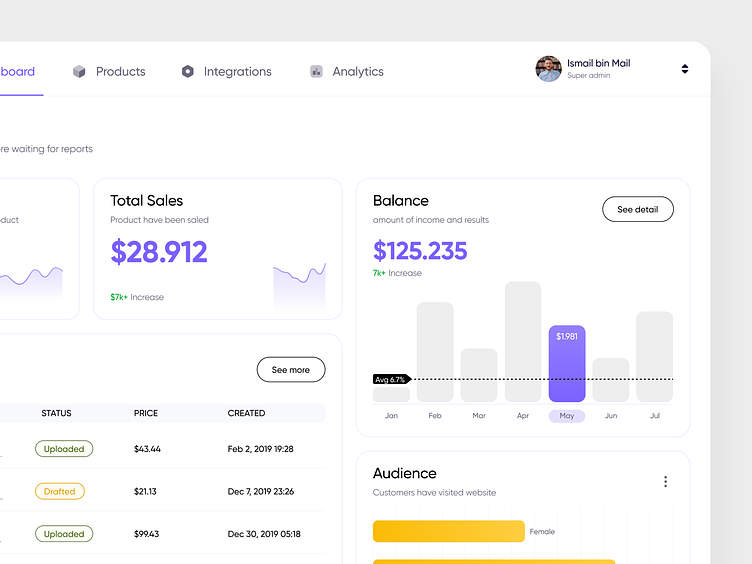 board
Products
Integrations
Analytics
Ismail bin Mail
Super admin
re waiting for reports
duct
Total Sales
Product have been saled
$28.912
$7k+ Increase
Balance
amount of income and results
See detail
$125.235
7k+ Increase
$1.981
Avg 6.7%
Jan Feb Mar Apr May Jun Jul
See more
STATUS PRICE CREATED
Uploaded $43.44 Feb 2, 2019 19:28
Drafted $21.13 Dec 7, 2019 23:26
Uploaded $99.43 Dec 30, 2019 05:18
Audience
Customers have visited website
Female